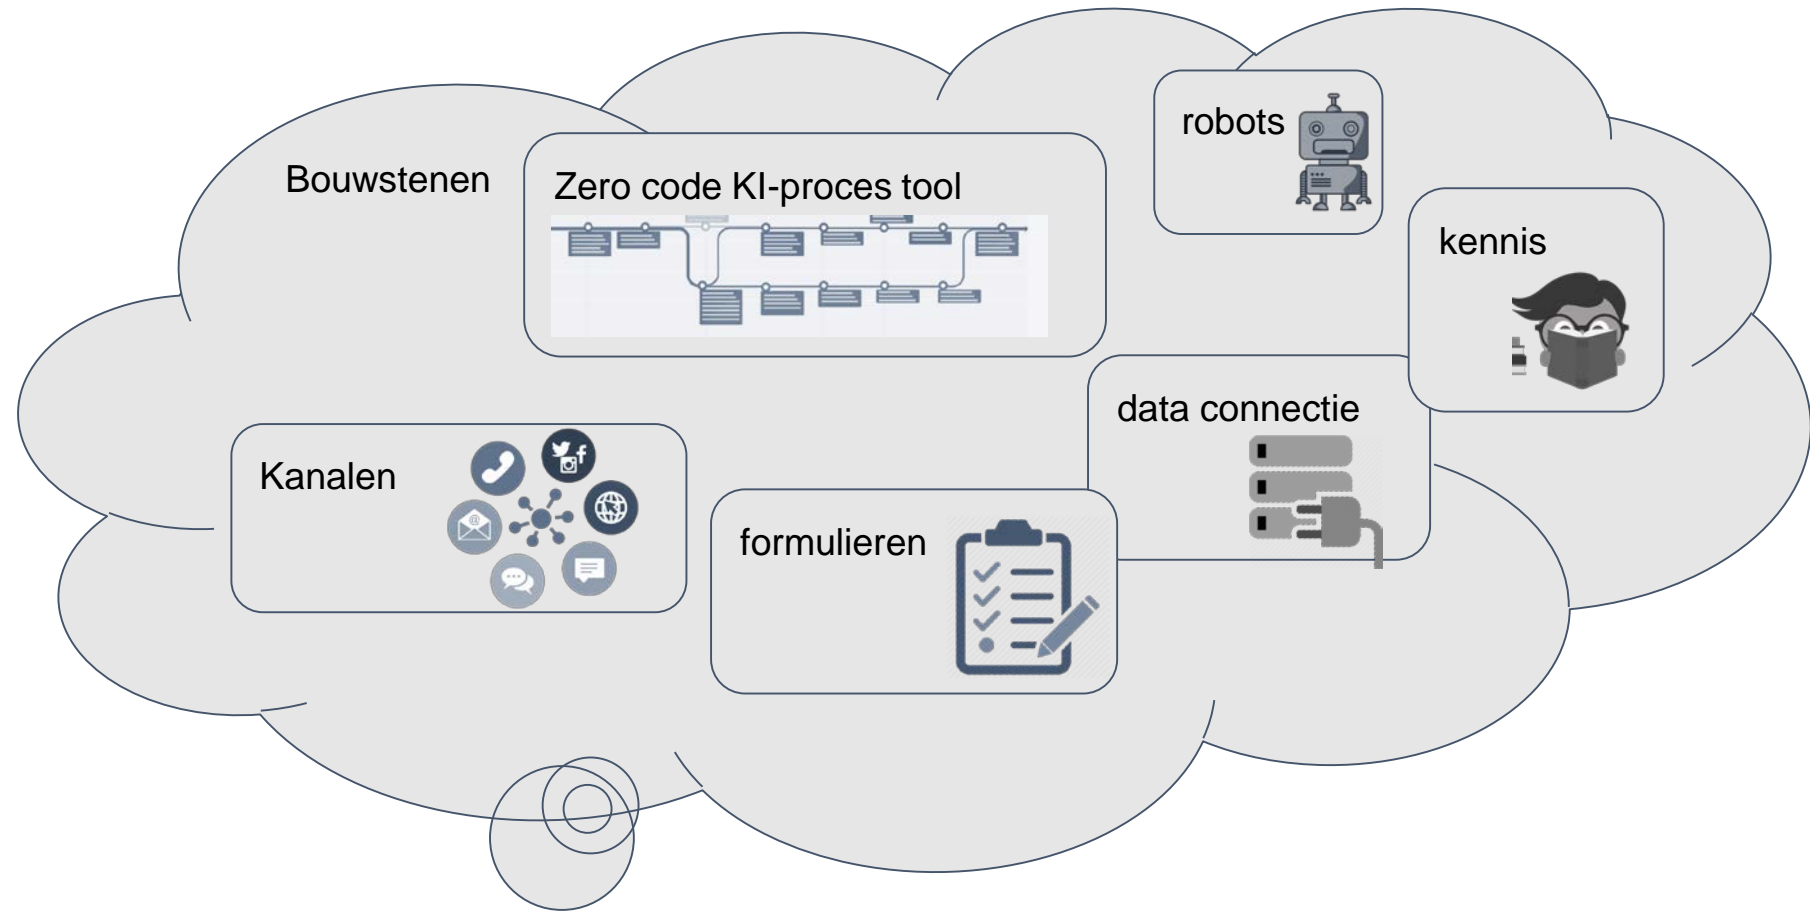 Bouwstenen
Zero code KI-proces tool
robots
kennis
data connectie
Kanalen
formulieren